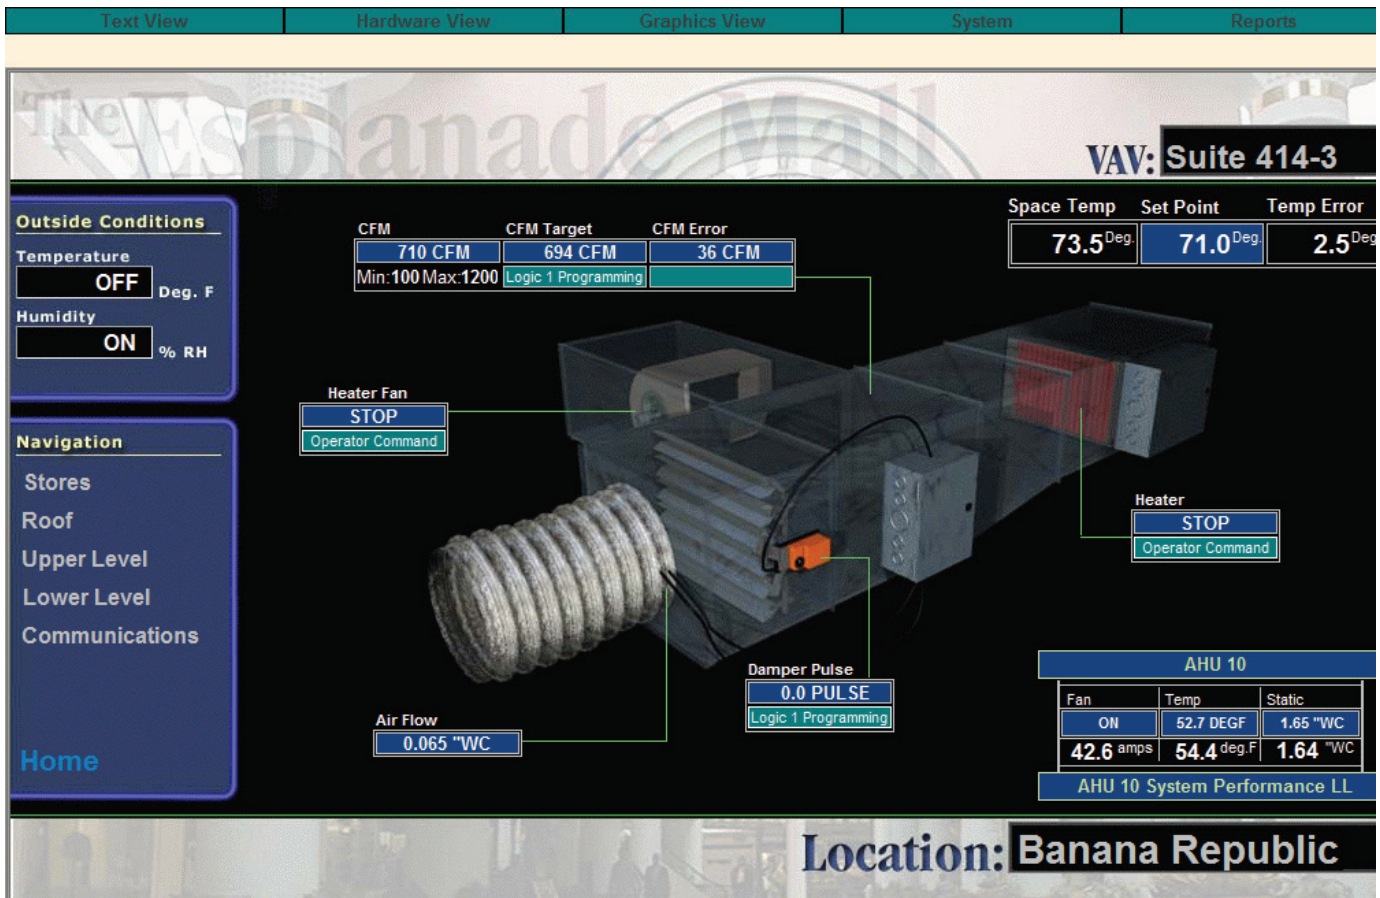 Text View Hardware View Graphics View System Reports
The Esplanade Mall
VAV: Suite 414-3
Outside Conditions
Temperature
OFF Deg. F
Humidity
ON % RH
Navigation
Stores
Roof
Upper Level
Lower Level
Communications
Home
CFM CFM Target CFM Error
710 CFM 694 CFM 36 CFM
Min:100 Max:1200 Logic 1 Programming
Space Temp Set Point Temp Error
73.5 Deg. 71.0 Deg. 2.5 Deg
Heater Fan
STOP
Operator Command
Heater
STOP
Operator Command
Damper Pulse
0.0 PULSE
Logic 1 Programming
Air Flow
0.065 "WC
AHU 10
Fan Temp Static
ON 52.7 DEGF 1.65 "WC
42.6 amps 54.4 deg.F 1.64 "WC
AHU 10 System Performance LL
Location: Banana Republic